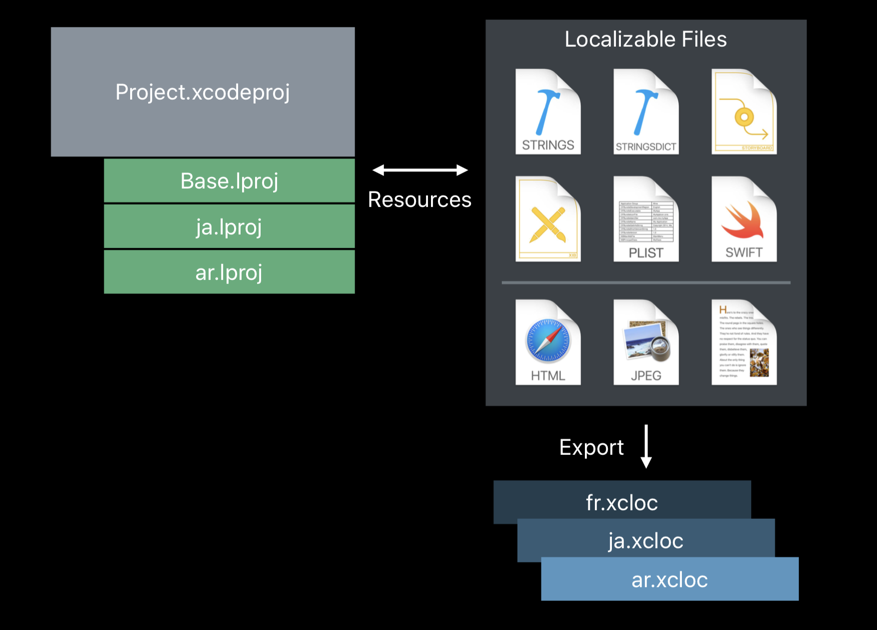 Project.xcodeproj
Base.lproj
ja.lproj
ar.lproj
Resources
Localizable Files
STRINGS
STRINGSDICT
STORYBOARD
XIB
PLIST
SWIFT
HTML
JPEG
Export
fr.xcloc
ja.xcloc
ar.xcloc